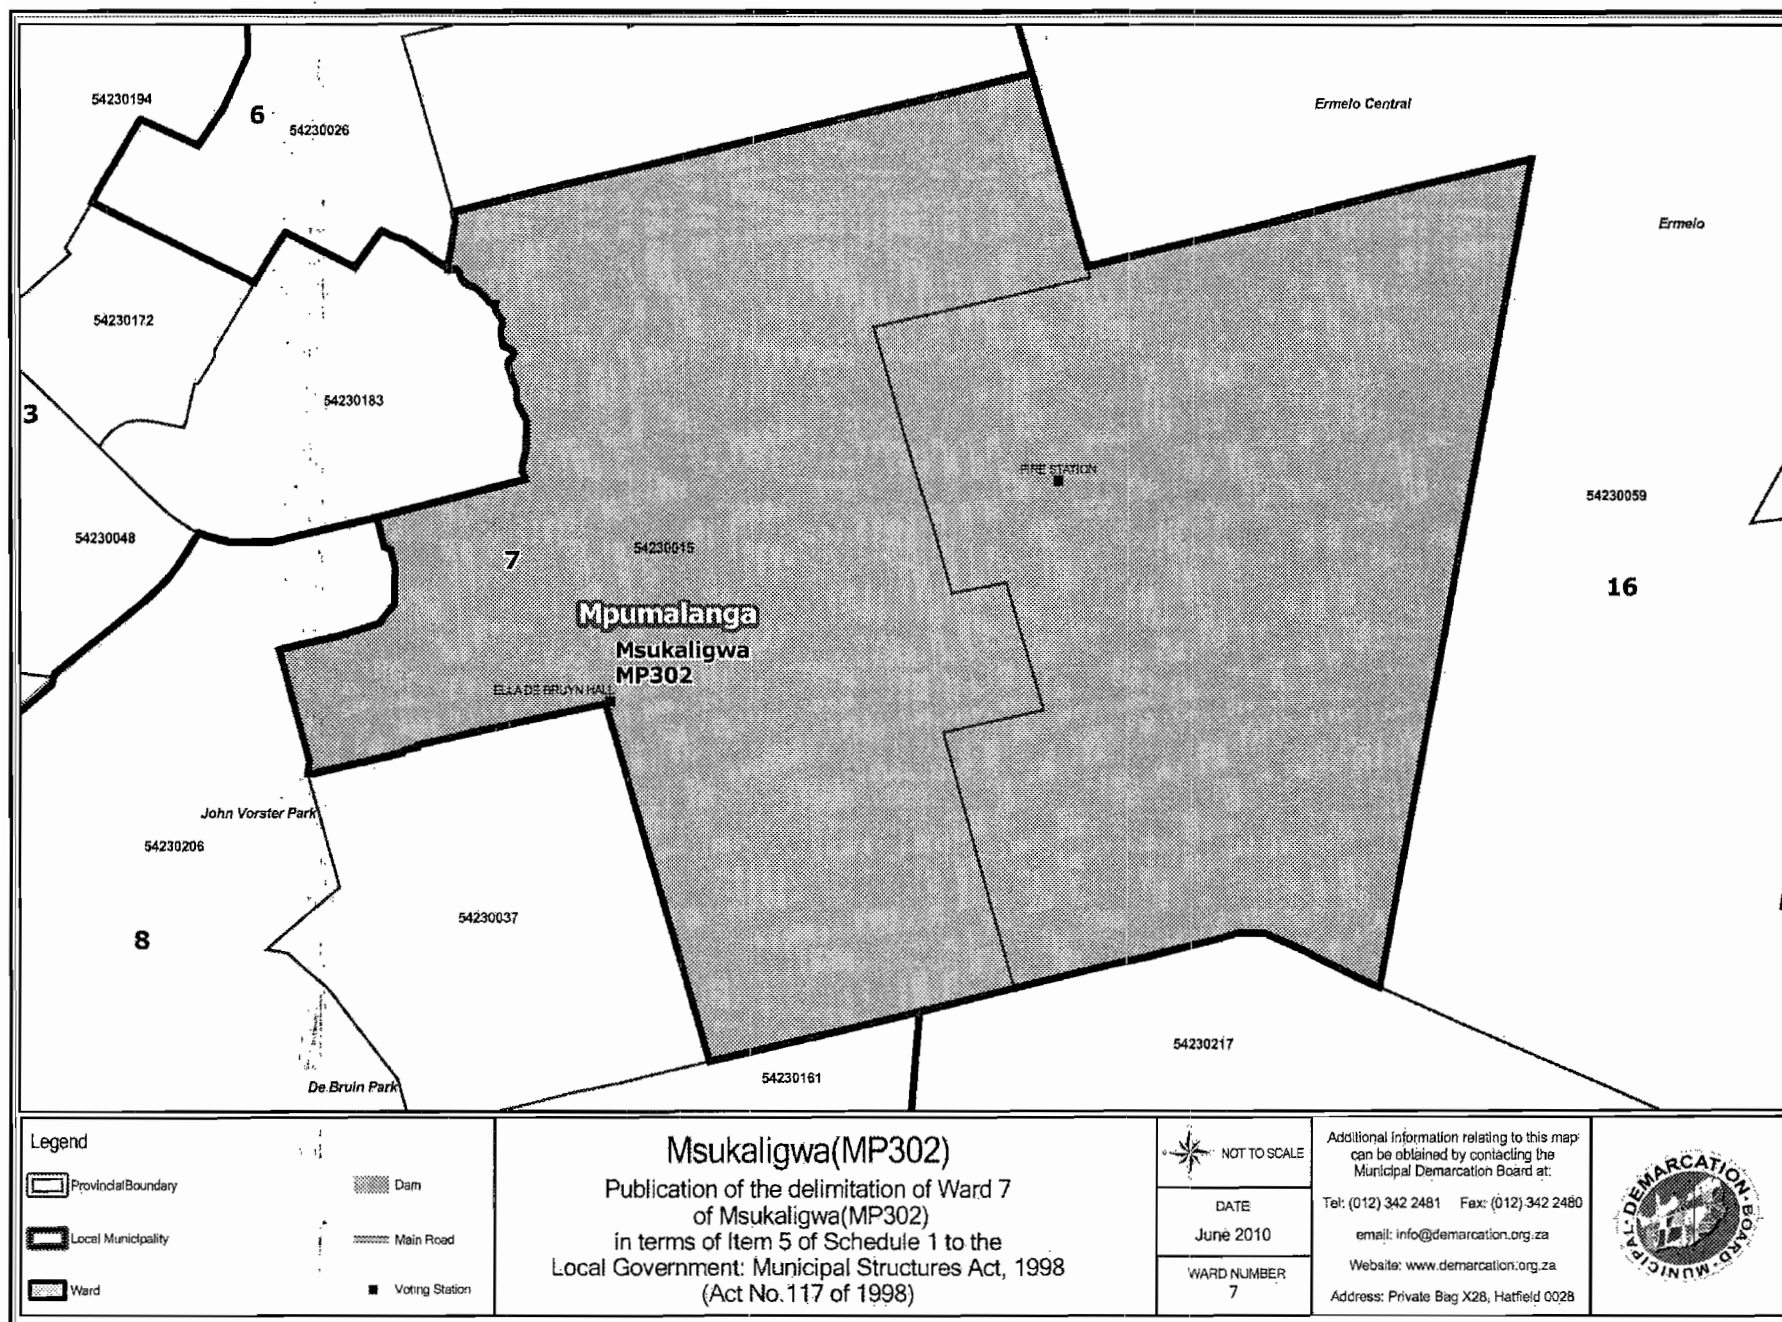 54230194
6
54230026
Ermelo Central
Ermelo
54230172
54230183
3
FIRE STATION
54230059
54230048
7
54230015
16
Mpumalanga
Msukaligwa
MP302
ELLA DE BRUYN HALL
John Vorster Park
54230206
54230037
8
54230217
54230161
De Bruin Park
Legend
Provincial Boundary
Local Municipality
Ward
Dam
Main Road
Voting Station
Msukaligwa(MP302)
Publication of the delimitation of Ward 7
of Msukaligwa(MP302)
in terms of Item 5 of Schedule 1 to the
Local Government: Municipal Structures Act, 1998
(Act No.117 of 1998)
NOT TO SCALE
DATE
June 2010
WARD NUMBER
7
Additional information relating to this map
can be obtained by contacting the
Municipal Demarcation Board at:
Tel: (012) 342 2481 Fax: (012) 342 2480
email: info@demarcation.org.za
Website: www.demarcation.org.za
Address: Private Bag X28, Hatfield 0028
MUNICIPAL DEMARCATION BOARD